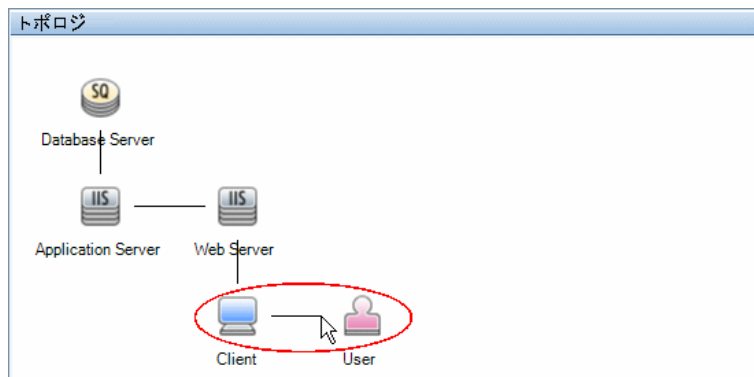 トポロジ
SQ
Database Server
IIS
IIS
Application Server
Web Server
Client
User